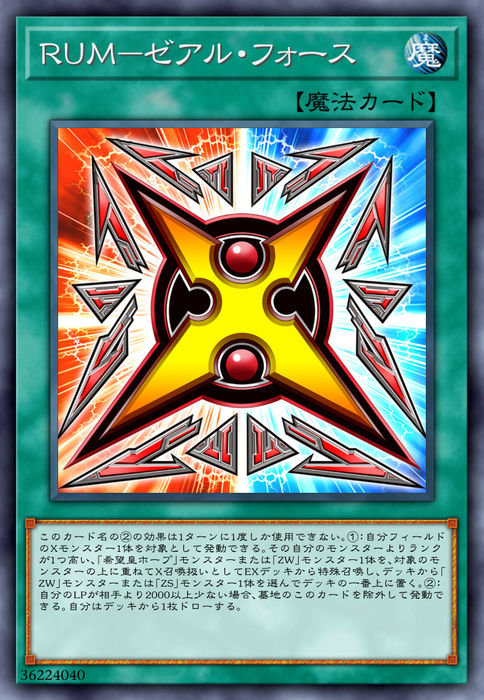 RUM－ゼアル・フォース
魔
【魔法カード】
このカード名の②の効果は1ターンに1度しか使用できない。①：自分フィールド
のXモンスター1体を対象として発動できる。その自分のモンスターよりランク
が1つ高い、「希望皇ホープ」モンスターまたは「ZW」モンスター1体を、対象のモ
ンスターの上に重ねてX召喚扱いとしてEXデッキから特殊召喚し、デッキから「
ZW」モンスターまたは「ZS」モンスター1体を選んでデッキの一番上に置く。②：
自分のLPが相手より2000以上少ない場合、墓地のこのカードを除外して発動で
きる。自分はデッキから1枚ドローする。
36224040